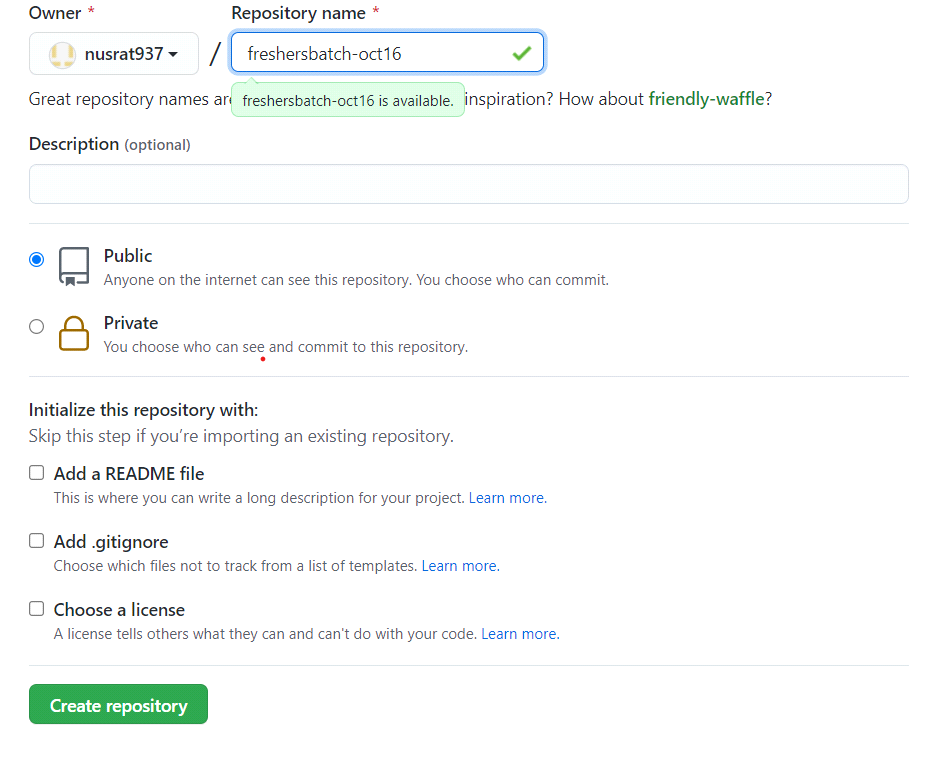 Owner * Repository name *
nusrat937 / freshersbatch-oct16
Great repository names are inspiration? How about friendly-waffle?
freshersbatch-oct16 is available.
Description (optional)
Public
Anyone on the internet can see this repository. You choose who can commit.
Private
You choose who can see and commit to this repository.
Initialize this repository with:
Skip this step if you’re importing an existing repository.
Add a README file
This is where you can write a long description for your project. Learn more.
Add .gitignore
Choose which files not to track from a list of templates. Learn more.
Choose a license
A license tells others what they can and can't do with your code. Learn more.
Create repository